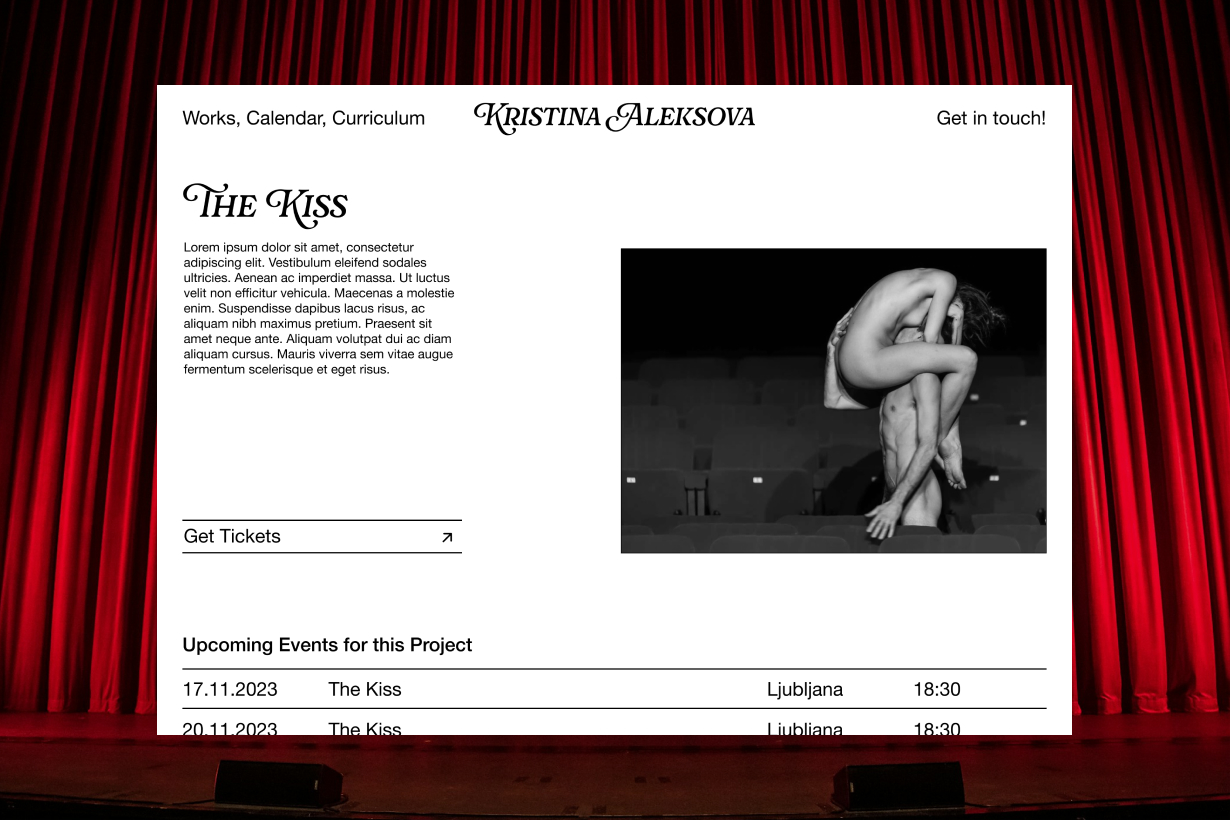 Works, Calendar, Curriculum
KRISTINA ALEKSOVA
Get in touch!
THE KISS
Lorem ipsum dolor sit amet, consectetur
adipiscing elit. Vestibulum eleifend sodales
ultricies. Aenean ac imperdiet massa. Ut luctus
velit non efficitur vehicula. Maecenas a molestie
enim. Suspendisse dapibus lacus risus, ac
aliquam nibh maximus pretium. Praesent sit
amet neque ante. Aliquam volutpat dui ac diam
aliquam cursus. Mauris viverra sem vitae augue
fermentum scelerisque et eget risus.
Get Tickets
Upcoming Events for this Project
17.11.2023 The Kiss Ljubljana 18:30
20.11.2023 The Kiss Ljubljana 18:30